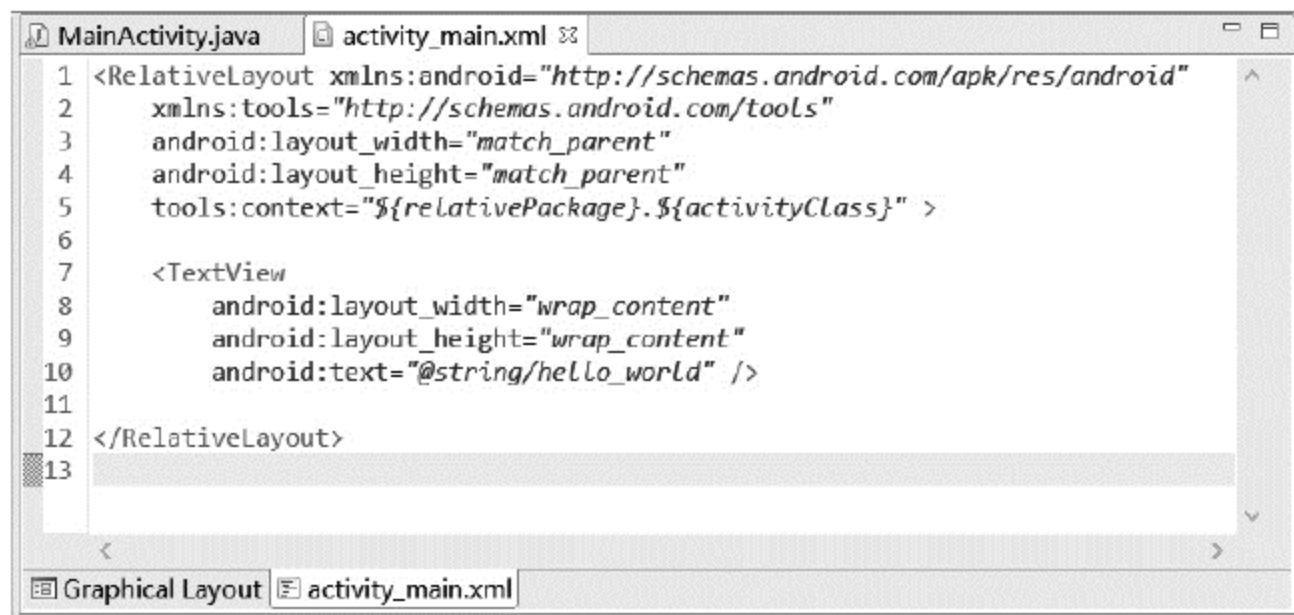 MainActivity.java activity_main.xml
1 <RelativeLayout xmlns:android="http://schemas.android.com/apk/res/android"
2 xmlns:tools="http://schemas.android.com/tools"
3 android:layout_width="match_parent"
4 android:layout_height="match_parent"
5 tools:context="${relativePackage}.${activityClass}" >
6
7 <TextView
8 android:layout_width="wrap_content"
9 android:layout_height="wrap_content"
10 android:text="@string/hello_world" />
11
12 </RelativeLayout>
13
Graphical Layout activity_main.xml